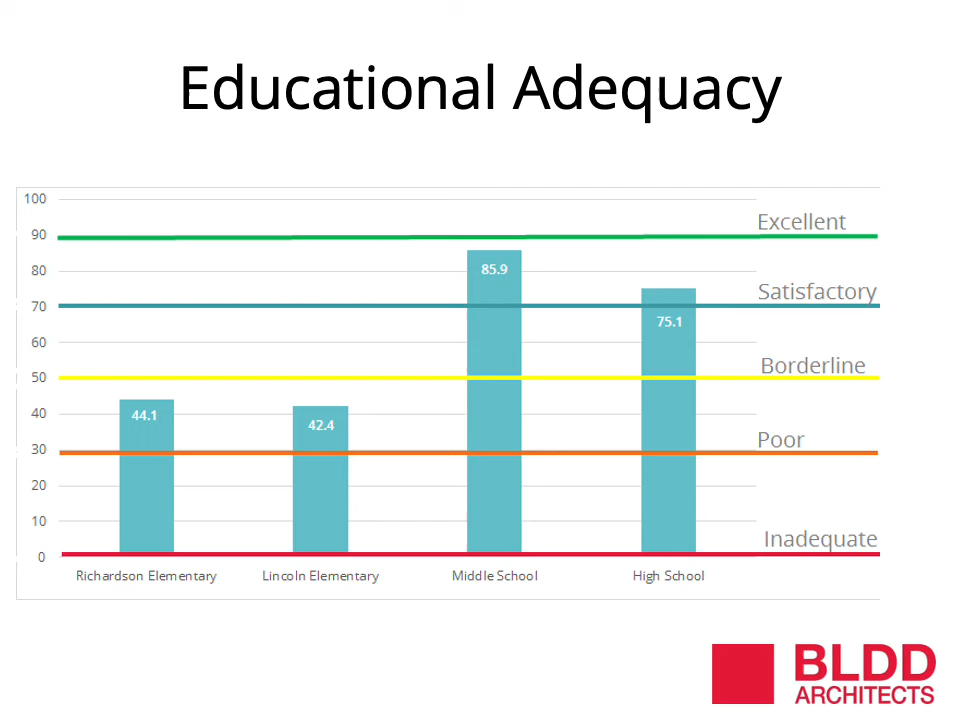 Educational Adequacy
100
Excellent
90
80
85.9
Satisfactory
70
75.1
60
Borderline
50
40
44.1
42.4
Poor
30
20
10
Inadequate
0
Richardson Elementary
Lincoln Elementary
Middle School
High School
BLDD
ARCHITECTS